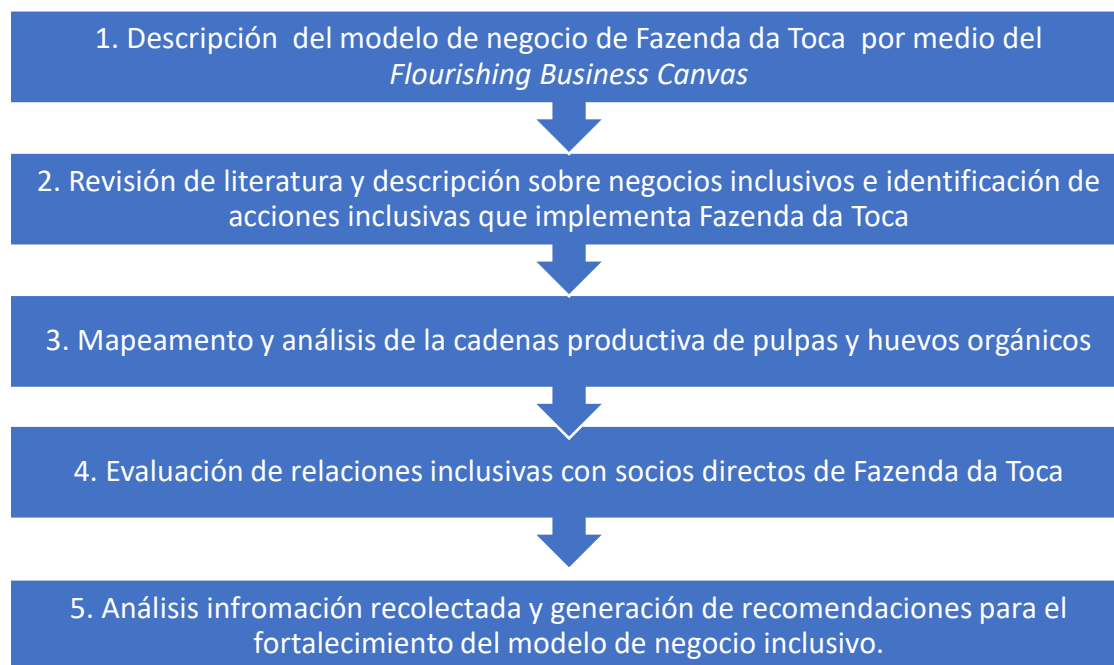 1. Descripción del modelo de negocio de Fazenda da Toca por medio del
Flourishing Business Canvas
2. Revisión de literatura y descripción sobre negocios inclusivos e identificación de
acciones inclusivas que implementa Fazenda da Toca
3. Mapeamento y análisis de la cadenas productiva de pulpas y huevos orgánicos
4. Evaluación de relaciones inclusivas con socios directos de Fazenda da Toca
5. Análisis infromación recolectada y generación de recomendaciones para el
fortalecimiento del modelo de negocio inclusivo.